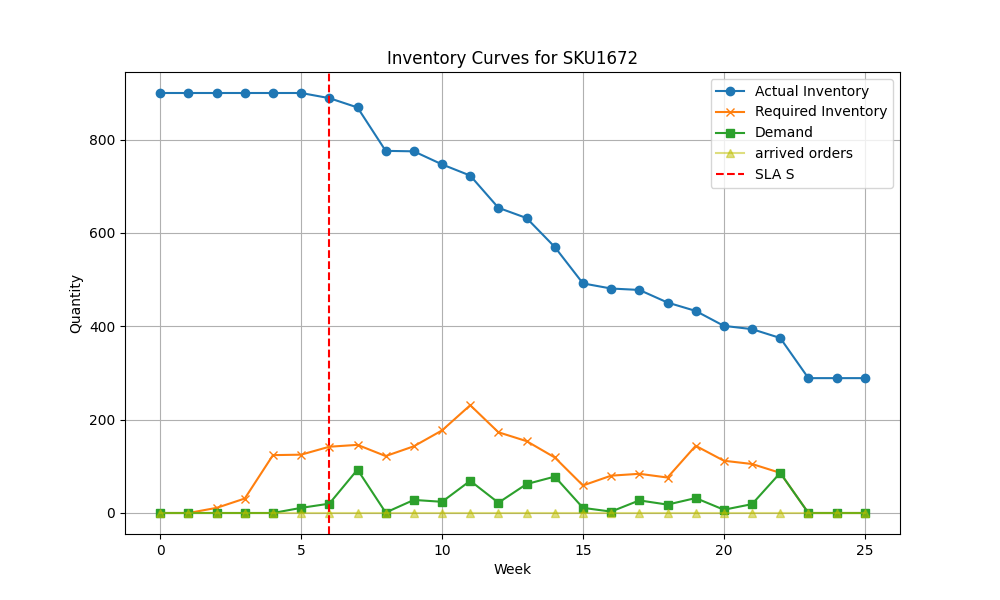 Inventory Curves for SKU1672
Actual Inventory
Required Inventory
Demand
arrived orders
SLA S
Quantity
800
600
400
200
0
0 5 10 15 20 25
Week